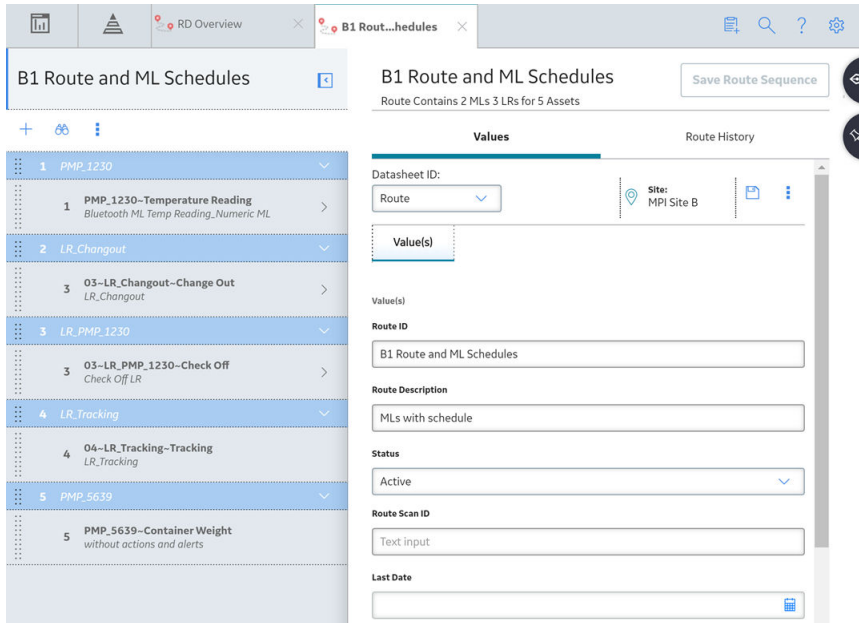 RD Overview
B1 Rout...hedules
B1 Route and ML Schedules
1 PMP_1230
1 PMP_1230~Temperature Reading
Bluetooth ML Temp Reading_Numeric ML
2 LR_Changout
3 03~LR_Changout~Change Out
LR_Changout
3 LR_PMP_1230
3 03~LR_PMP_1230~Check Off
Check Off LR
4 LR_Tracking
4 04~LR_Tracking~Tracking
LR_Tracking
5 PMP_5639
5 PMP_5639~Container Weight
without actions and alerts
B1 Route and ML Schedules
Route Contains 2 MLs 3 LRs for 5 Assets
Save Route Sequence
Values
Route History
Datasheet ID:
Route
Site:
MPI Site B
Value(s)
Value(s)
Route ID
B1 Route and ML Schedules
Route Description
MLs with schedule
Status
Active
Route Scan ID
Text input
Last Date